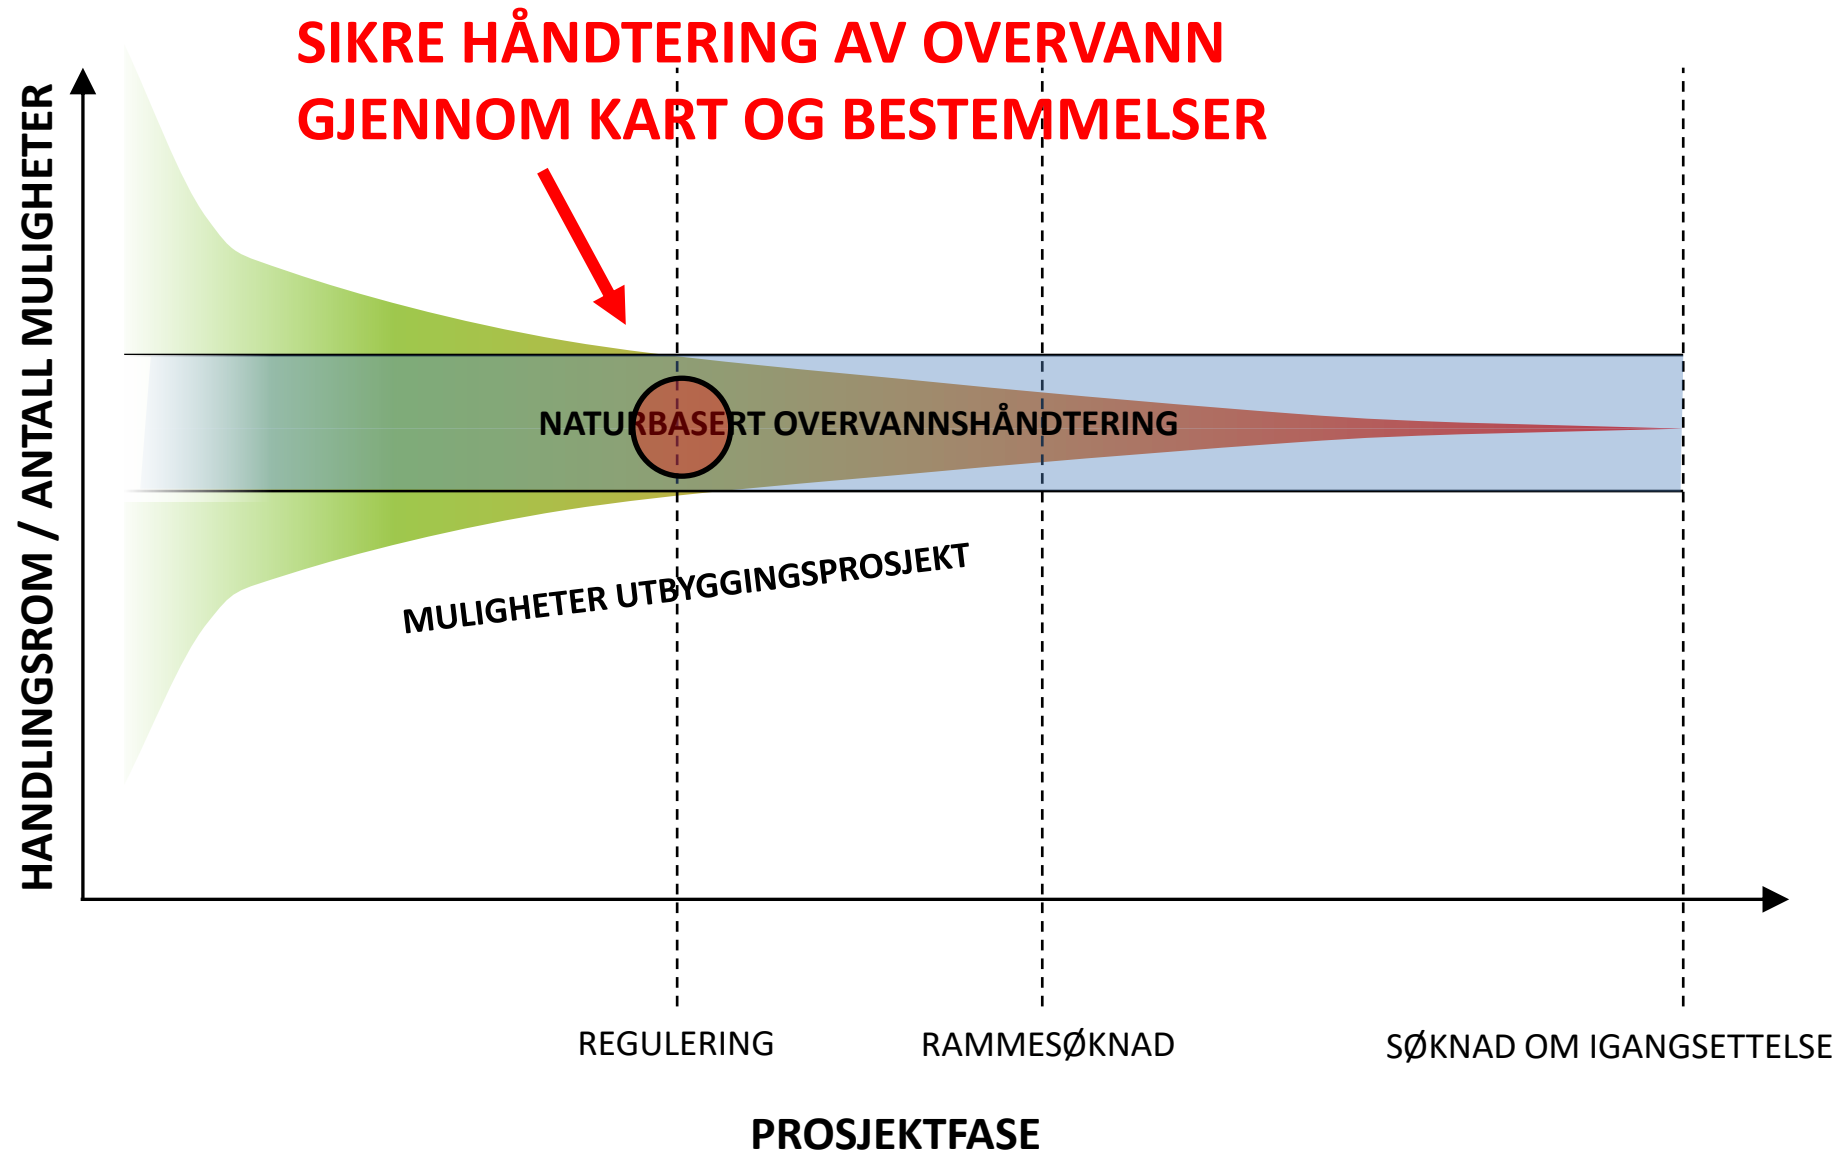 SIKRE HÅNDTERING AV OVERVANN
GJENNOM KART OG BESTEMMELSER
HANDLINGSROM / ANTALL MULIGHETER
NATURBASERT OVERVANNSHÅNDTERING
MULIGHETER UTBYGGINGSPROSJEKT
REGULERING
RAMMESØKNAD
SØKNAD OM IGANGSETTELSE
PROSJEKTFASE